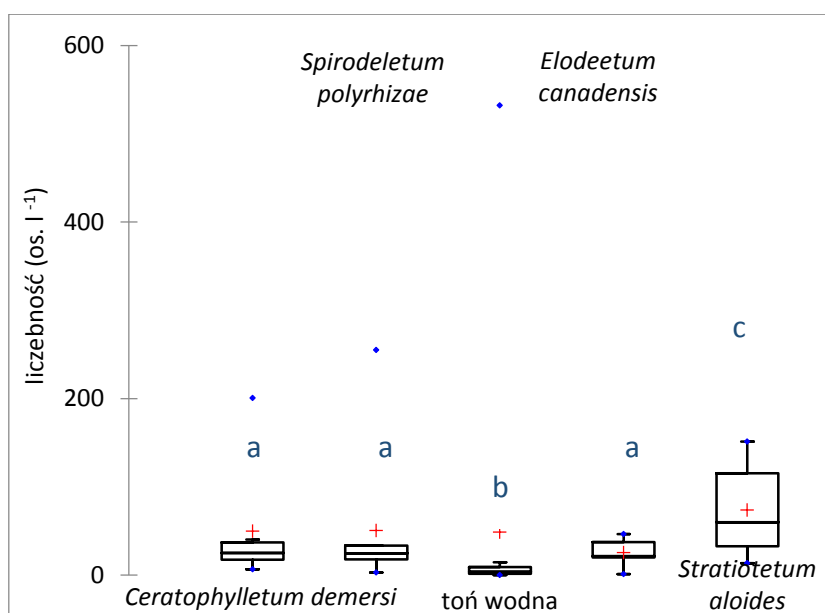 600
Spirodeletum
polyrhizae
Elodeetum
canadensis
400
liczebność (os. l⁻¹)
c
200
a
a
a
b
0
Ceratophylletum demersi
toń wodna
Stratiotetum
aloides